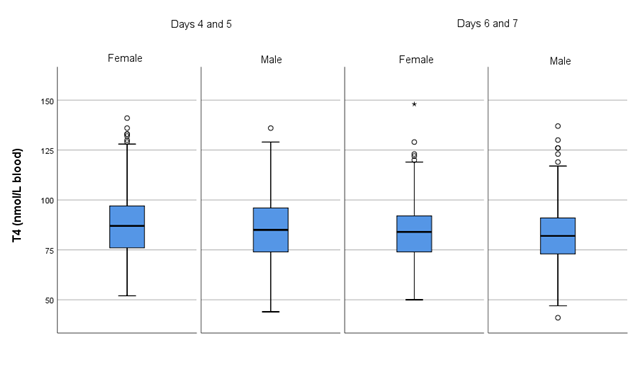 Days 4 and 5
Days 6 and 7
Female
Male
Female
Male
T4 (nmol/L blood)
150
125
100
75
50